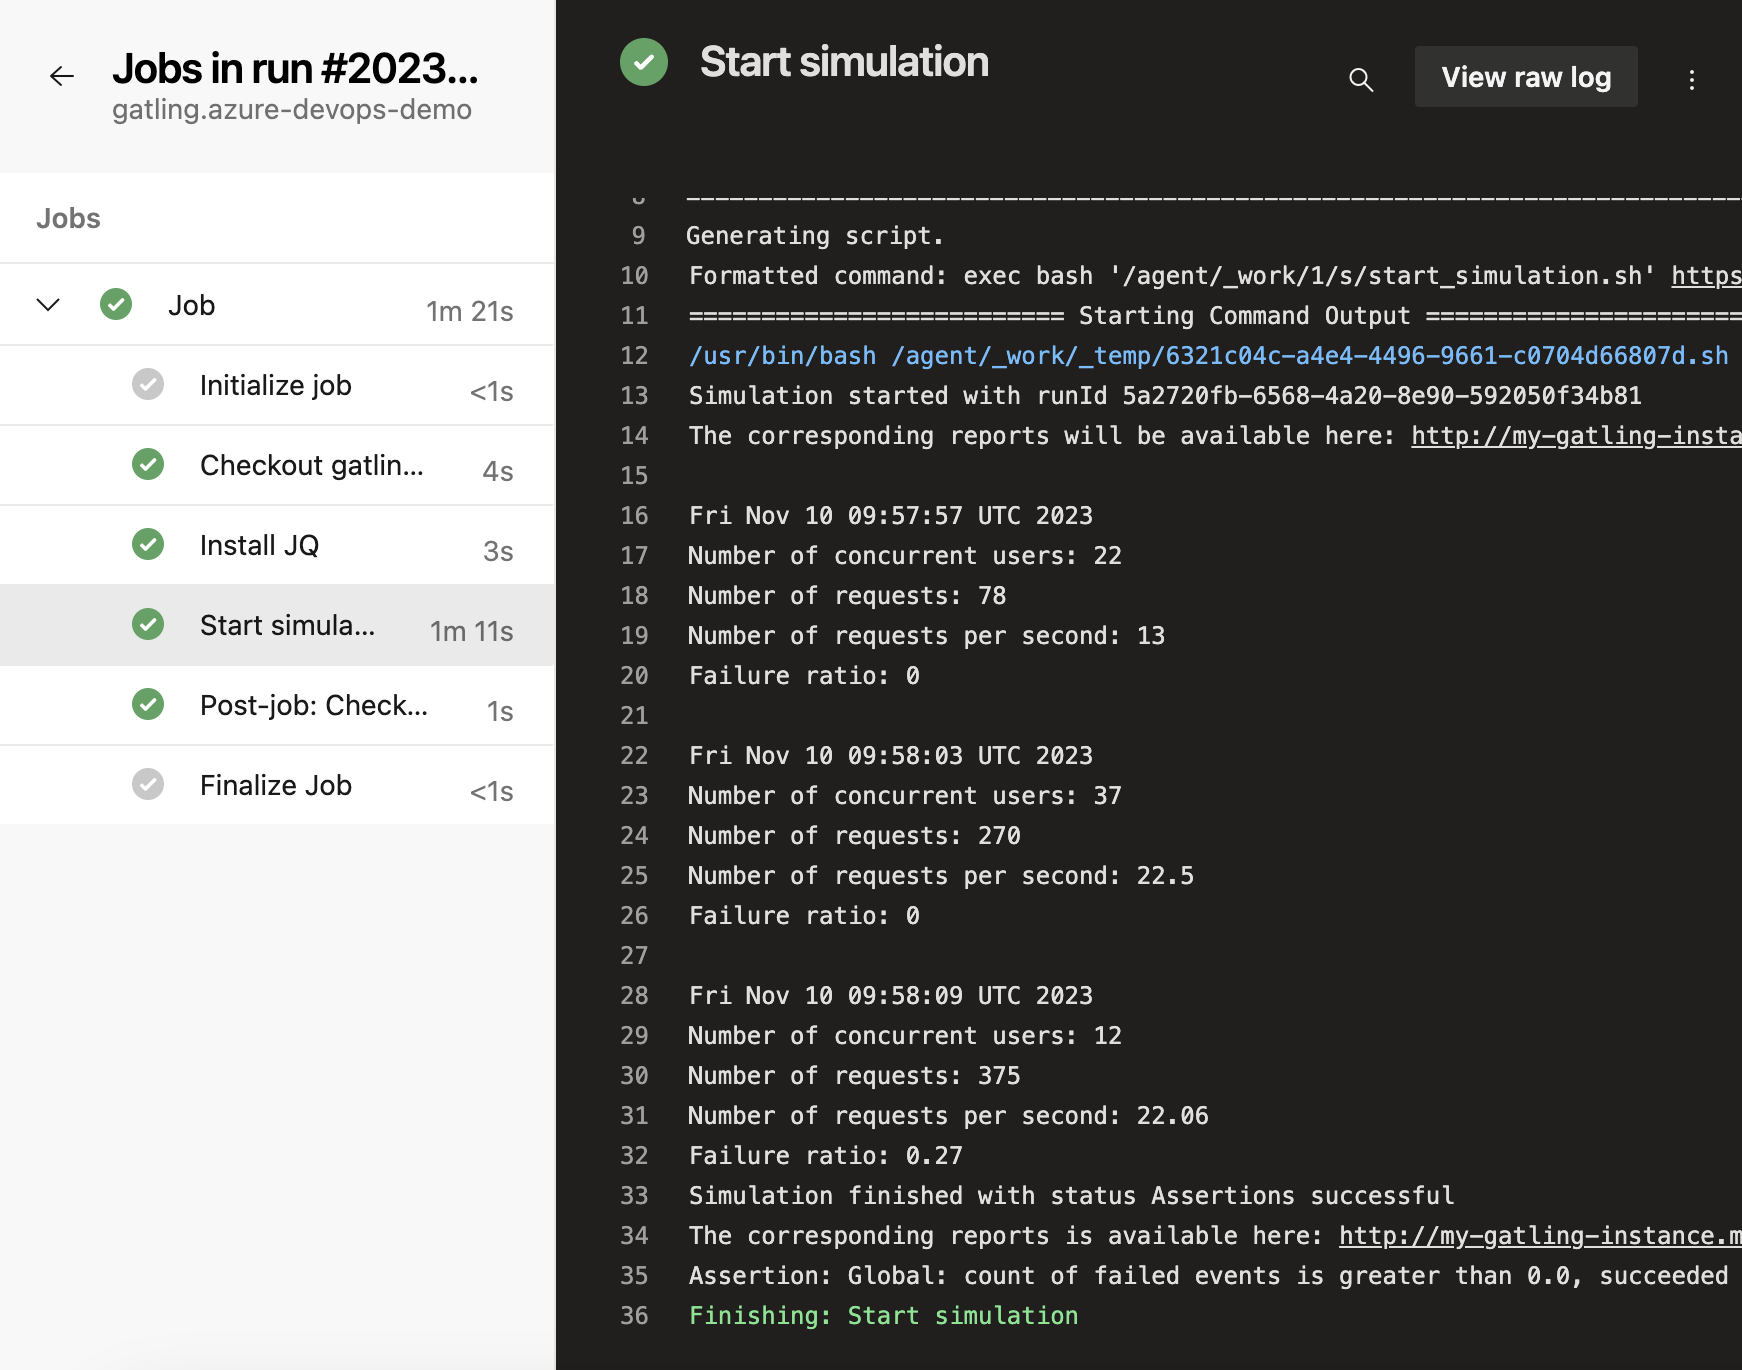 Jobs in run #2023...
gatling.azure-devops-demo
Jobs
Job 1m 21s
Initialize job <1s
Checkout gatlin... 4s
Install JQ 3s
Start simula... 1m 11s
Post-job: Check... 1s
Finalize Job <1s
Start simulation
View raw log
8 --------------------------------------------------------------------------
9 Generating script.
10 Formatted command: exec bash '/agent/_work/1/s/start_simulation.sh' https
11 ========================== Starting Command Output ======================
12 /usr/bin/bash /agent/_work/_temp/6321c04c-a4e4-4496-9661-c0704d66807d.sh
13 Simulation started with runId 5a2720fb-6568-4a20-8e90-592050f34b81
14 The corresponding reports will be available here: http://my-gatling-insta
15
16 Fri Nov 10 09:57:57 UTC 2023
17 Number of concurrent users: 22
18 Number of requests: 78
19 Number of requests per second: 13
20 Failure ratio: 0
21
22 Fri Nov 10 09:58:03 UTC 2023
23 Number of concurrent users: 37
24 Number of requests: 270
25 Number of requests per second: 22.5
26 Failure ratio: 0
27
28 Fri Nov 10 09:58:09 UTC 2023
29 Number of concurrent users: 12
30 Number of requests: 375
31 Number of requests per second: 22.06
32 Failure ratio: 0.27
33 Simulation finished with status Assertions successful
34 The corresponding reports is available here: http://my-gatling-instance.m
35 Assertion: Global: count of failed events is greater than 0.0, succeeded
36 Finishing: Start simulation